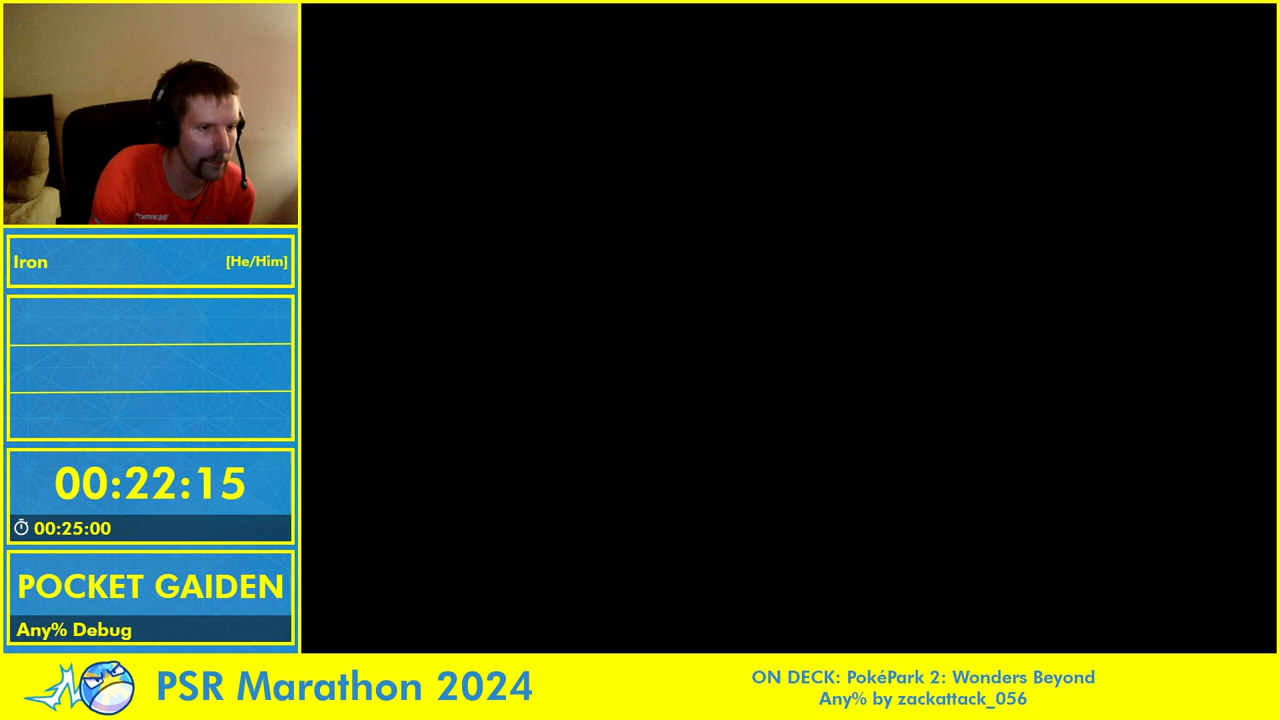 Iron
[He/Him]
00:22:15
00:25:00
POCKET GAIDEN
Any% Debug
PSR Marathon 2024
ON DECK: PokéPark 2: Wonders Beyond
Any% by zackattack_056